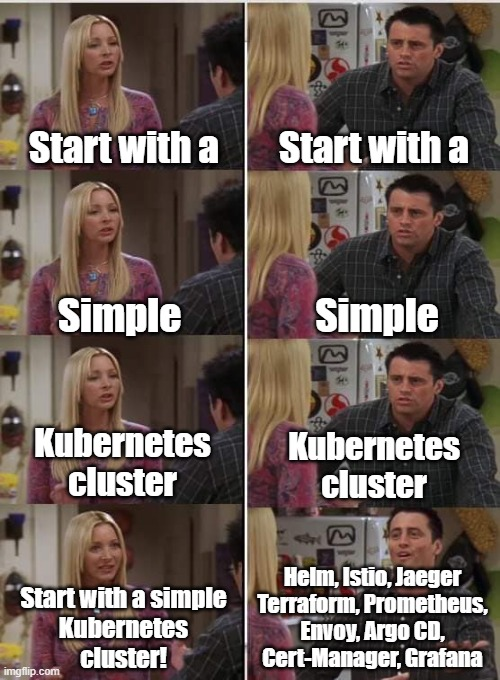 Start with a
Start with a
Simple
Simple
Kubernetes
cluster
Kubernetes
cluster
Start with a simple
Kubernetes
cluster!
Helm, Istio, Jaeger
Terraform, Prometheus,
Envoy, Argo CD,
Cert-Manager, Grafana
imgflip.com